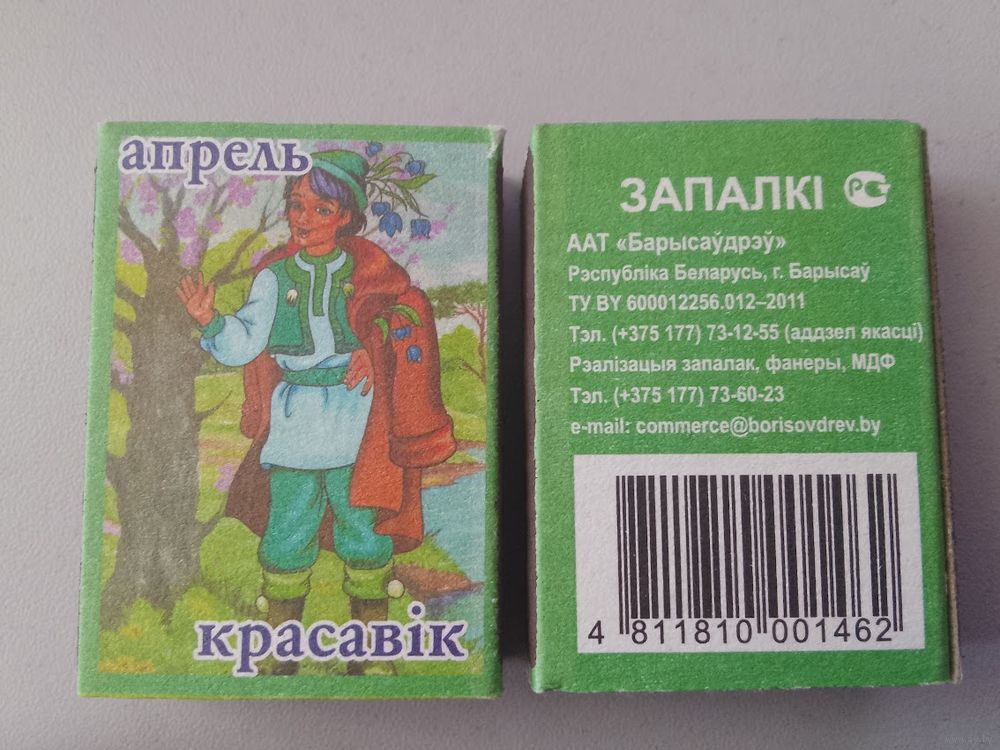 апрель
красавік
ЗАПАЛКІ
ААТ «Барысаўдрэў»
Рэспубліка Беларусь, г. Барысаў
ТУ BY 600012256.012–2011
Тэл. (+375 177) 73-12-55 (аддзел якасці)
Рэалізацыя запалак, фанеры, МДФ
Тэл. (+375 177) 73-60-23
e-mail: commerce@borisovdrev.by
4 811810 001462